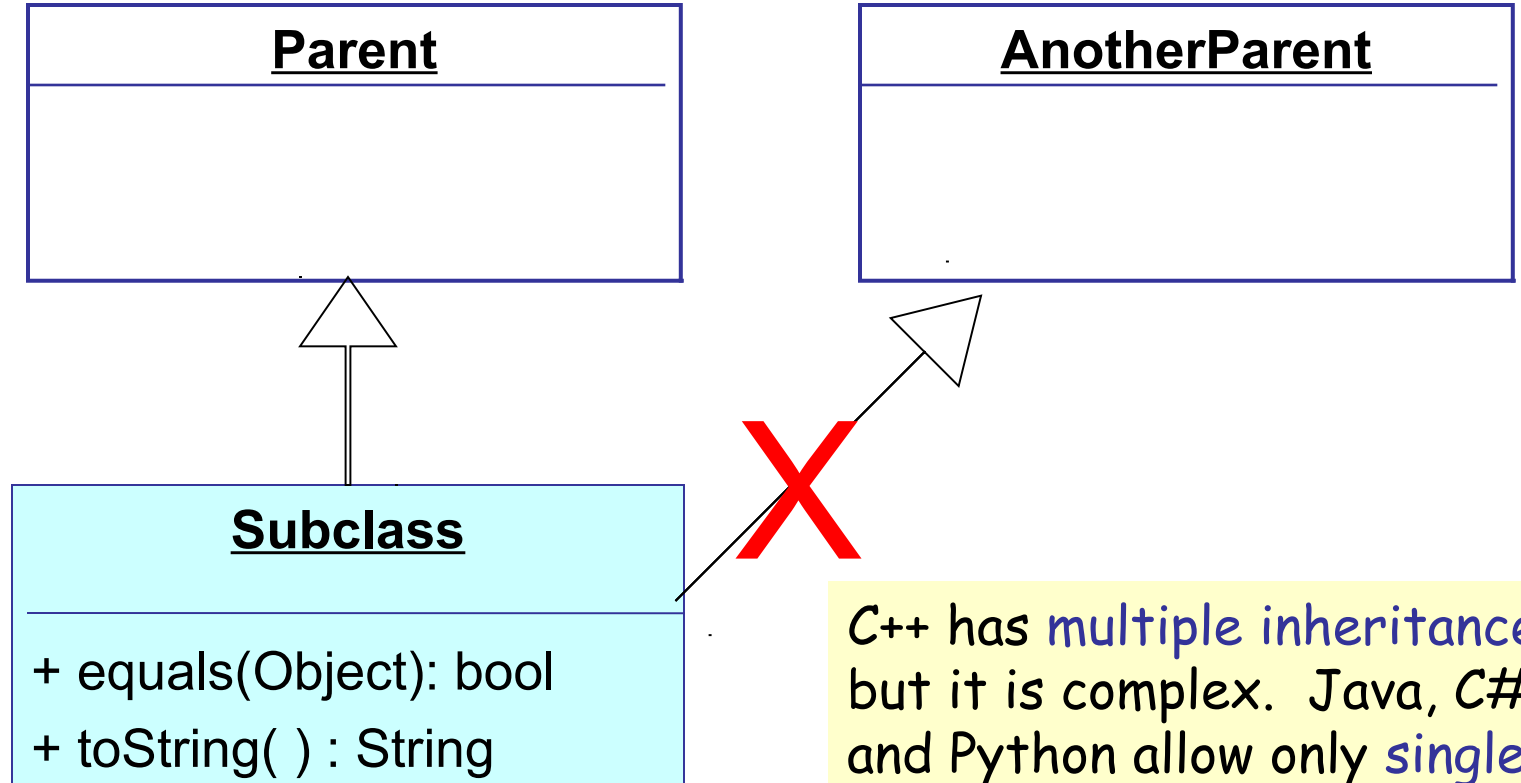 Parent
AnotherParent
Subclass
+ equals(Object): bool
+ toString( ) : String
X
C++ has multiple inheritance
but it is complex. Java, C#
and Python allow only single